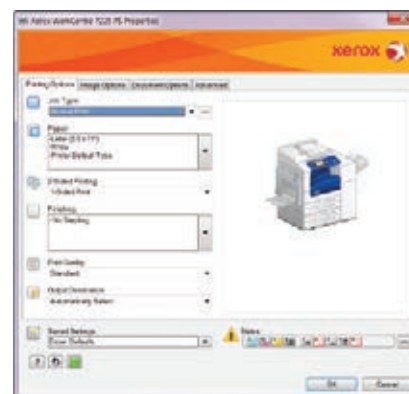 Xerox WorkCentre 7220 PS Properties
xerox
Printing Options Image Options Document Options Advanced
Job Type:
Normal Print
Paper:
Letter (8.5 x 11")
White
Printer Default Type
2-Sided Printing:
1-Sided Print
Finishing:
No Stapling
Print Quality:
Standard
Output Destination:
Automatically Select
Saved Settings:
Status:
?
OK Cancel